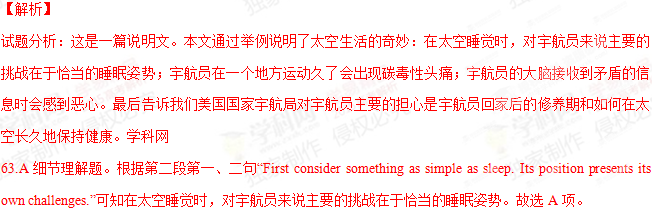 【解析】
试题分析：这是一篇说明文。本文通过举例说明了太空生活的奇妙：在太空睡觉时，对宇航员来说主要的
挑战在于恰当的睡眠姿势；宇航员在一个地方运动久了会出现碳毒性头痛；宇航员的大脑接收到矛盾的信
息时会感到恶心。最后告诉我们美国国家宇航局对宇航员主要的担心是宇航员回家后的修养期和如何在太
空长久地保持健康。学科网
63.A 细节理解题。根据第二段第一、二句“First consider something as simple as sleep. Its position presents its
own challenges.”可知在太空睡觉时，对宇航员来说主要的挑战在于恰当的睡眠姿势。故选 A 项。